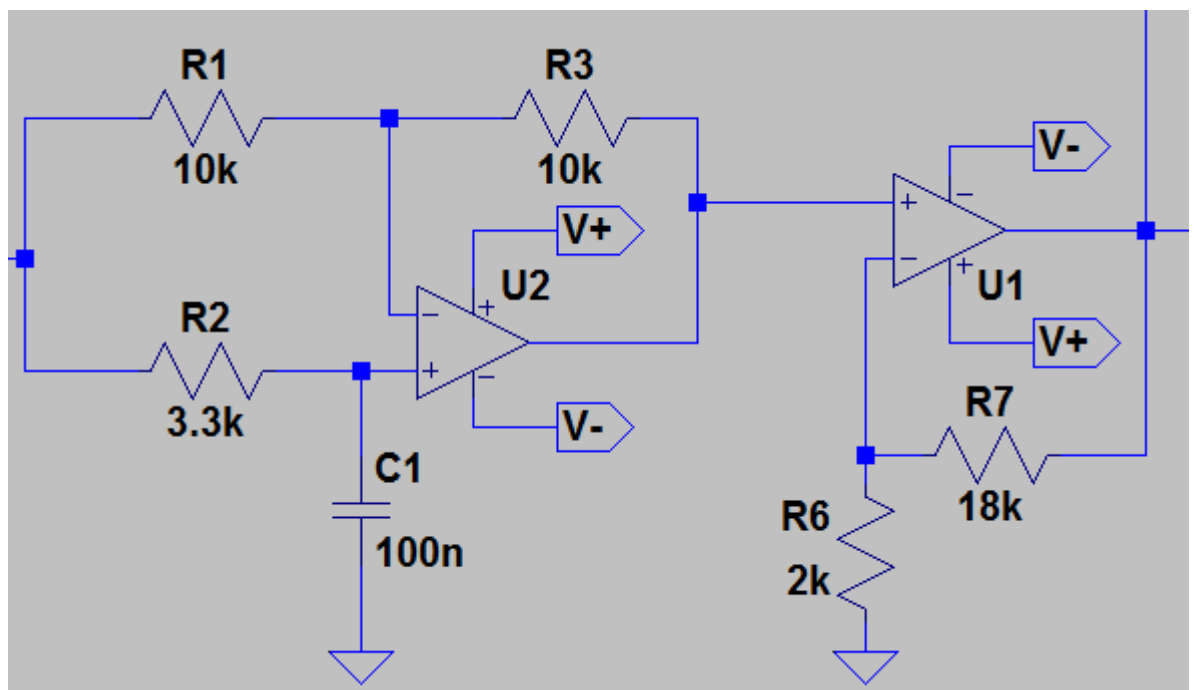 R1
10k
R3
10k
V-
V+
+
-
U2
+
-
+
-
V-
+
-
-
+
U1
V+
R2
3.3k
C1
100n
R7
18k
R6
2k